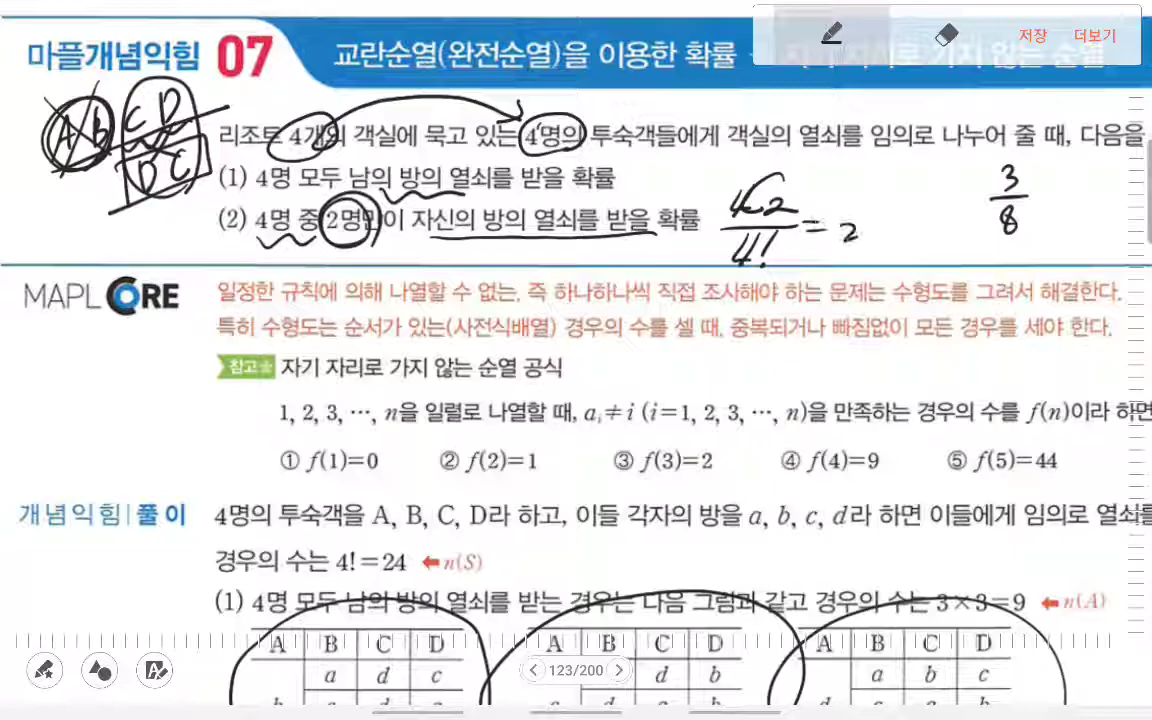 저장 더보기
마플개념익힘 07 교란순열(완전순열)을 이용한 확률
A B C D
D C
리조트 4개의 객실에 묵고 있는 4명의 투숙객들에게 객실의 열쇠를 임의로 나누어 줄 때, 다음을
(1) 4명 모두 남의 방의 열쇠를 받을 확률
3/8
(2) 4명 중 2명만이 자신의 방의 열쇠를 받을 확률
4C2/4! = 2
MAPL CORE 일정한 규칙에 의해 나열할 수 없는, 즉 하나하나씩 직접 조사해야 하는 문제는 수형도를 그려서 해결한다.
특히 수형도는 순서가 있는(사전식배열) 경우의 수를 셀 때, 중복되거나 빠짐없이 모든 경우를 세야 한다.
참고 자기 자리로 가지 않는 순열 공식
1, 2, 3, ⋯, n을 일렬로 나열할 때, aᵢ≠i (i=1, 2, 3, ⋯, n)을 만족하는 경우의 수를 f(n)이라 하면
① f(1)=0 ② f(2)=1 ③ f(3)=2 ④ f(4)=9 ⑤ f(5)=44
개념익힘 | 풀이 4명의 투숙객을 A, B, C, D라 하고, 이들 각자의 방을 a, b, c, d라 하면 이들에게 임의로 열쇠를
경우의 수는 4!=24 ← n(S)
(1) 4명 모두 남의 방의 열쇠를 받는 경우는 다음 그림과 같고 경우의 수는 3×3=9 ← n(A)
A B C D A B C D A B C D
a d c d b a b c
123/200